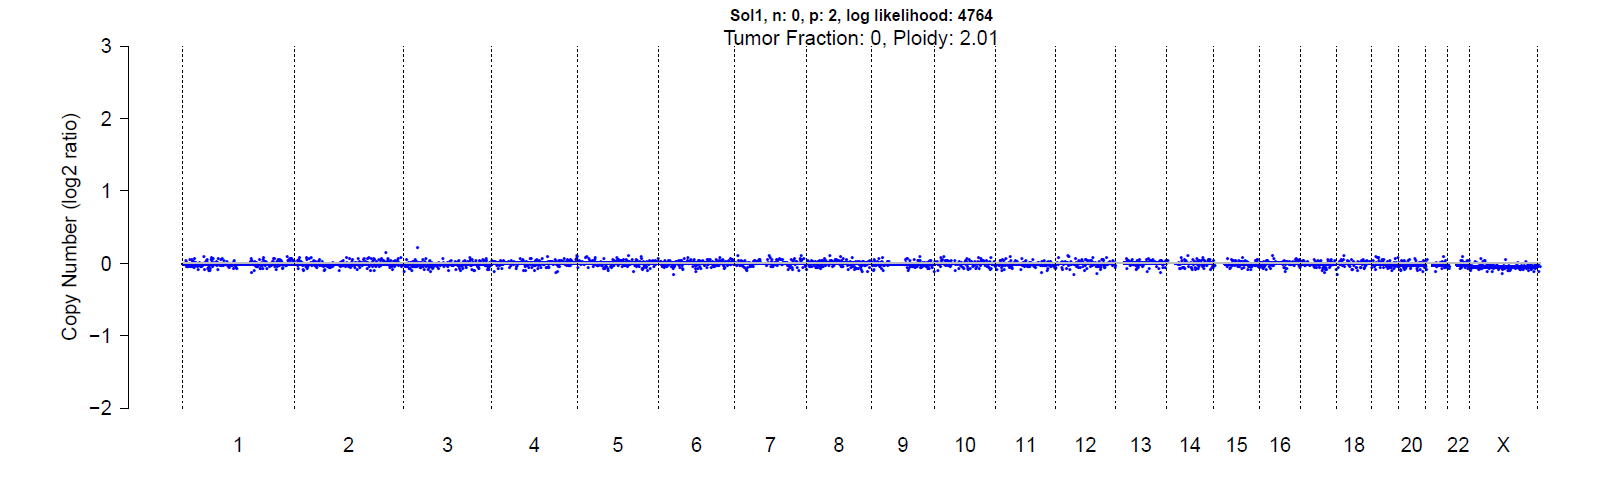 Sol1, n: 0, p: 2, log likelihood: 4764
Tumor Fraction: 0, Ploidy: 2.01
Copy Number (log2 ratio)
3
2
1
0
−1
−2
1 2 3 4 5 6 7 8 9 10 11 12 13 14 15 16 18 20 22 X